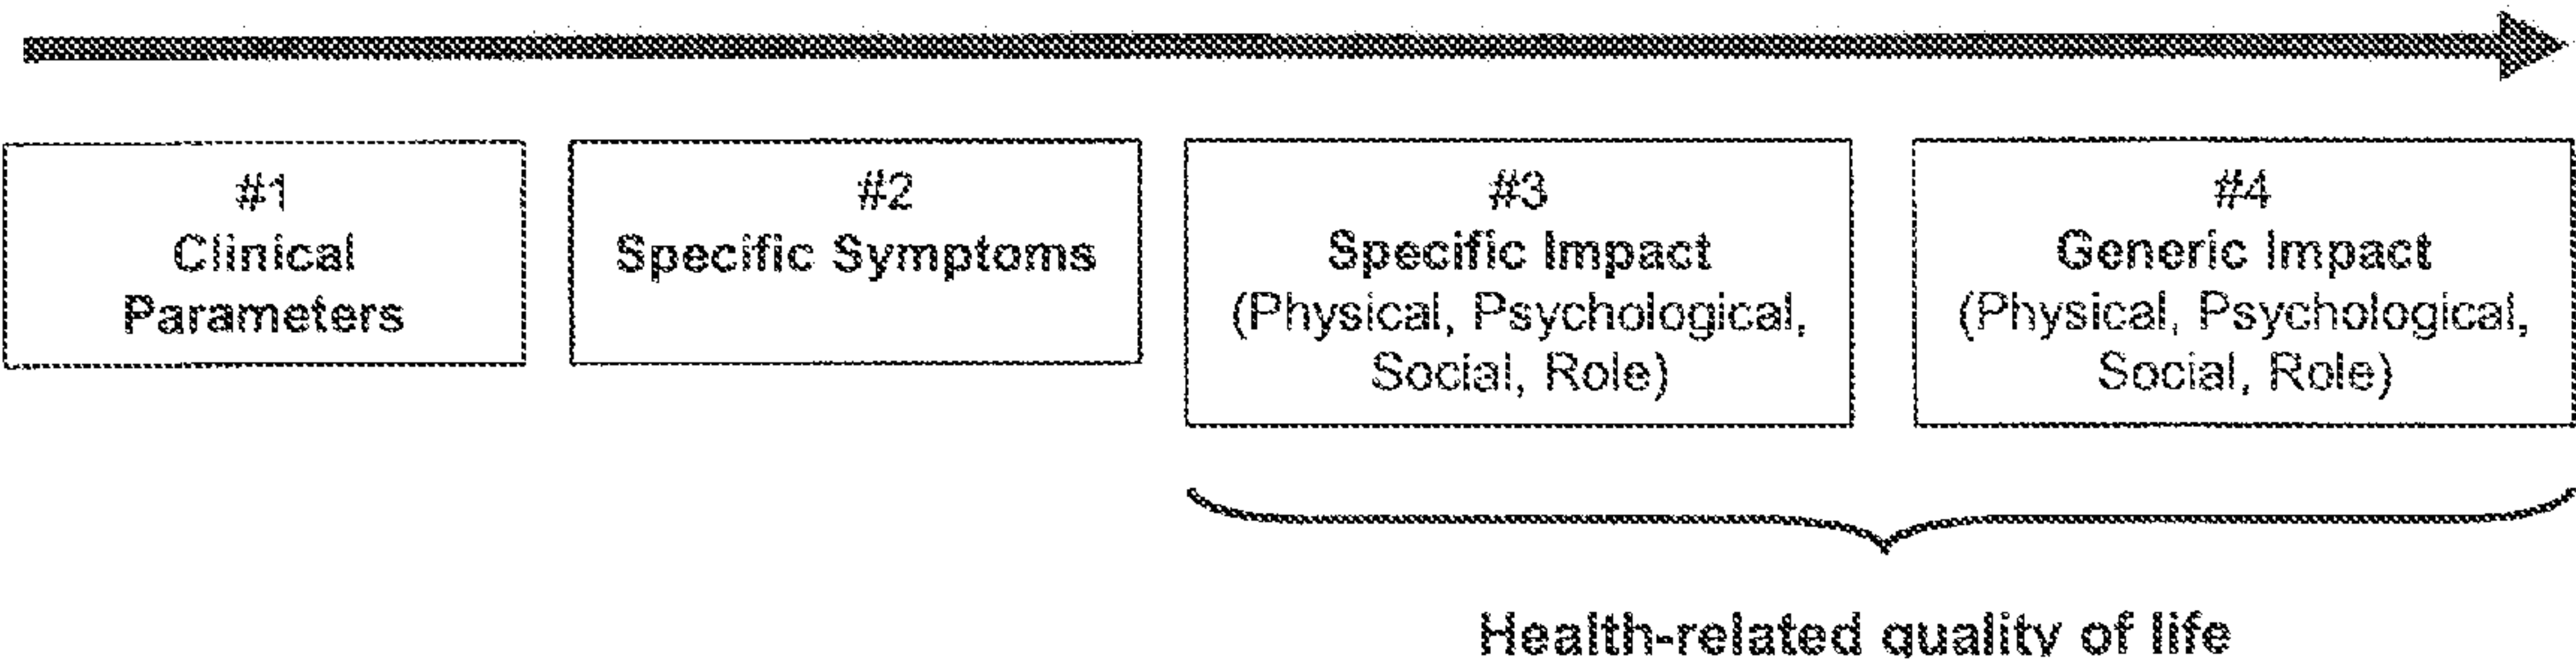 #1
Clinical
Parameters
#2
Specific Symptoms
#3
Specific Impact
(Physical, Psychological,
Social, Role)
#4
Generic Impact
(Physical, Psychological,
Social, Role)
Health-related quality of life